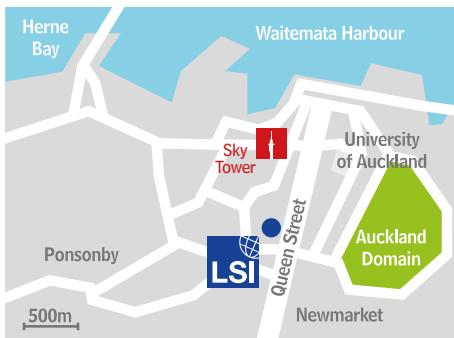 Herne
Bay
Waitemata Harbour
University
of Auckland
Sky
Tower
Queen Street
Auckland
Domain
Ponsonby
LSI
Newmarket
500m